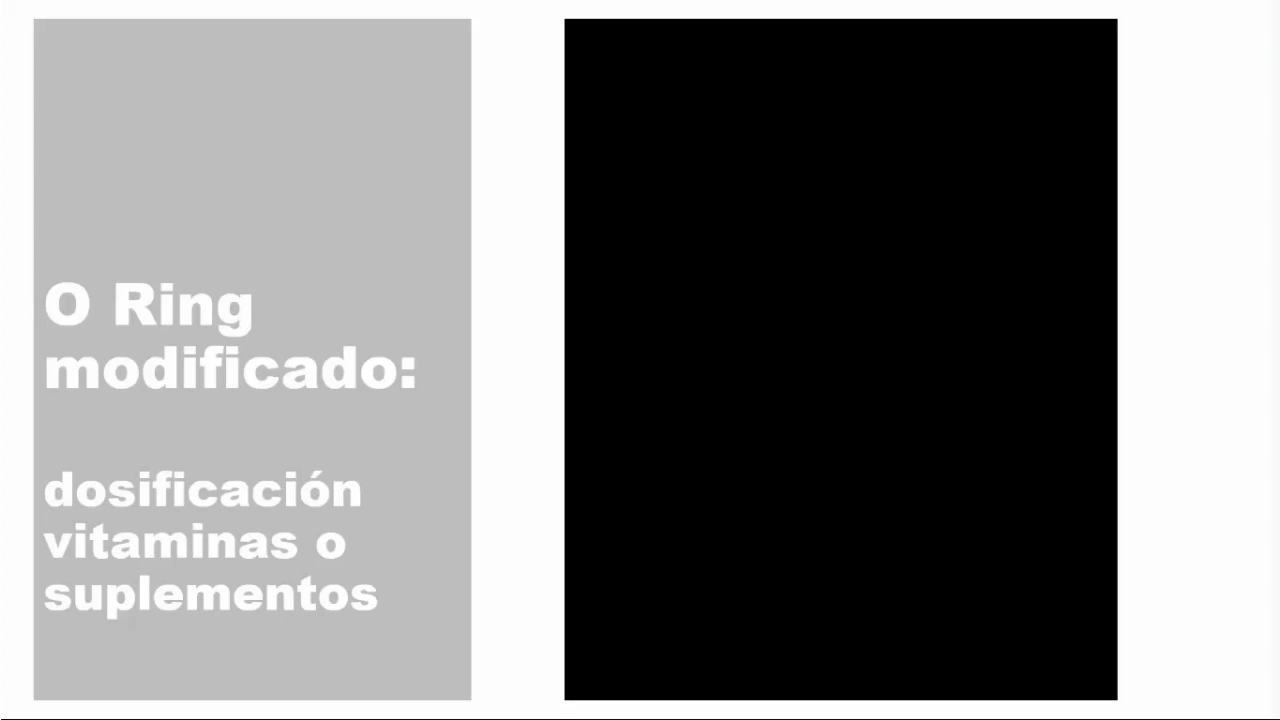 O Ring
modificado:
dosificación
vitaminas o
suplementos